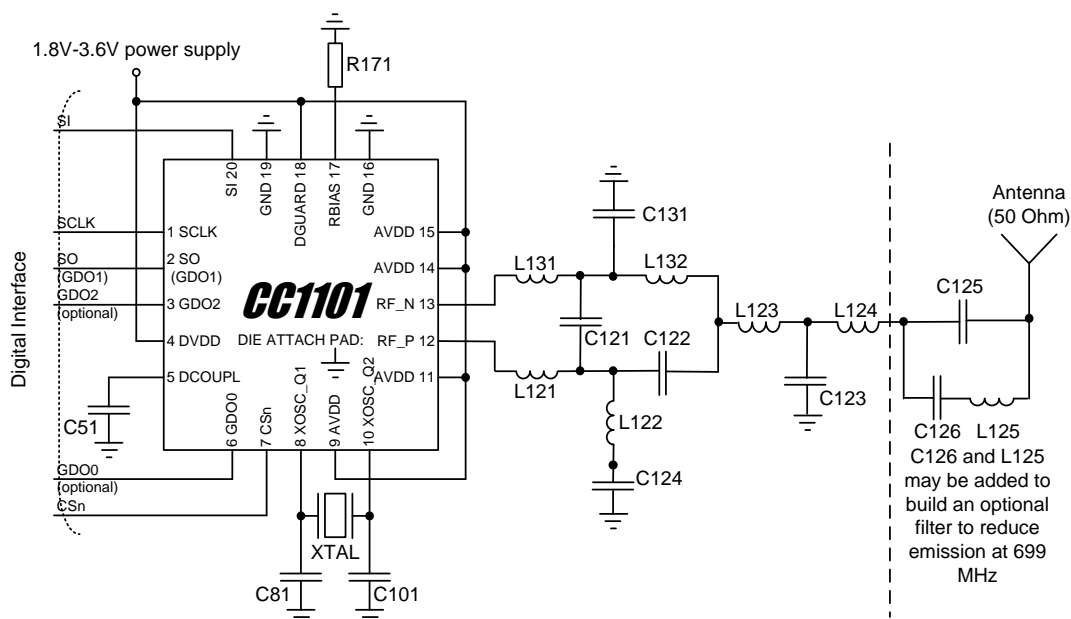 1.8V-3.6V power supply
R171
SI
SI 20
GND 19
DGUARD 18
RBIAS 17
GND 16
Antenna
(50 Ohm)
C131
SCLK
1 SCLK
AVDD 15
SO
(GDO1)
2 SO
(GDO1)
AVDD 14
L131
L132
C125
GDO2
(optional)
3 GDO2
CC1101
RF_N 13
L123
L124
Digital Interface
4 DVDD
DIE ATTACH PAD:
RF_P 12
C121
C122
5 DCOUPL
AVDD 11
L121
C123
C51
6 GDO0
7 CSn
8 XOSC_Q1
9 AVDD
10 XOSC_Q2
L122
C126
L125
GDO0
(optional)
C124
CSn
XTAL
C81
C101
C126 and L125
may be added to
build an optional
filter to reduce
emission at 699
MHz